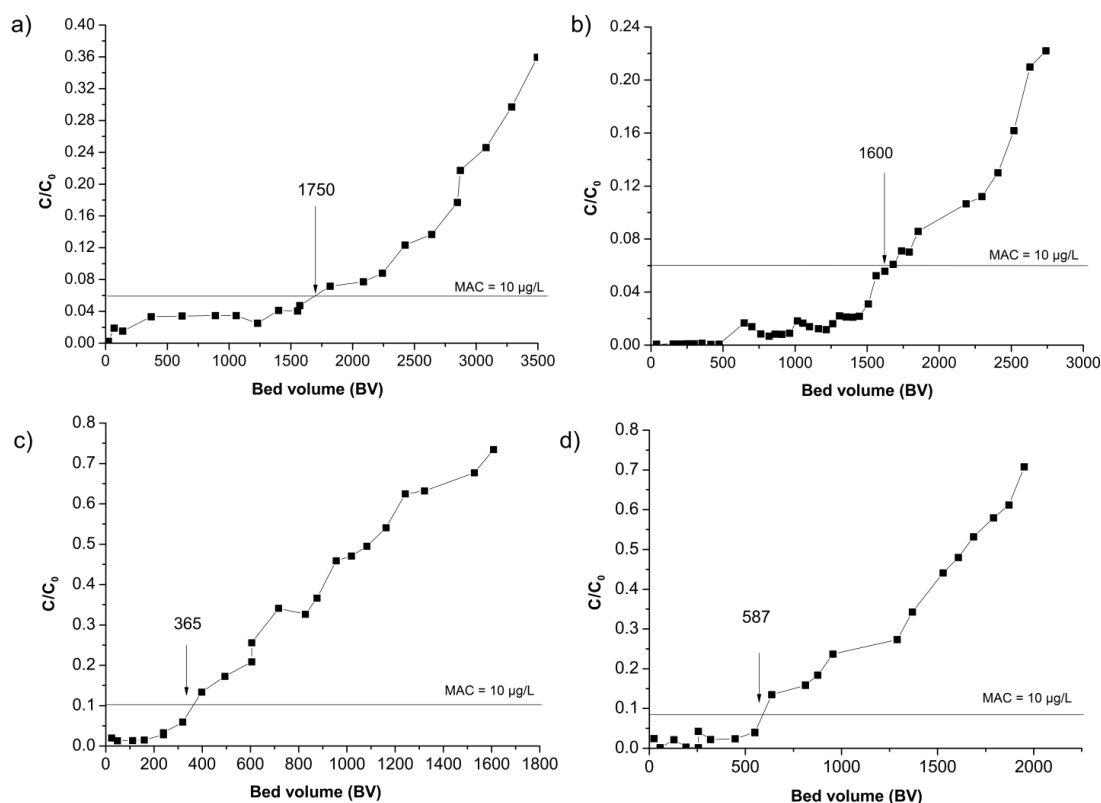 a)
0.40
0.36
0.32
0.28
0.24
0.20
0.16
0.12
0.08
0.04
0.00
C/C₀
1750
MAC = 10 µg/L
0 500 1000 1500 2000 2500 3000 3500
Bed volume (BV)
b)
0.24
0.20
0.16
0.12
0.08
0.04
0.00
C/C₀
1600
MAC = 10 µg/L
0 500 1000 1500 2000 2500 3000
Bed volume (BV)
c)
0.8
0.7
0.6
0.5
0.4
0.3
0.2
0.1
0.0
C/C₀
365
MAC = 10 µg/L
0 200 400 600 800 1000 1200 1400 1600 1800
Bed volume (BV)
d)
0.8
0.7
0.6
0.5
0.4
0.3
0.2
0.1
0.0
C/C₀
587
MAC = 10 µg/L
0 500 1000 1500 2000
Bed volume (BV)